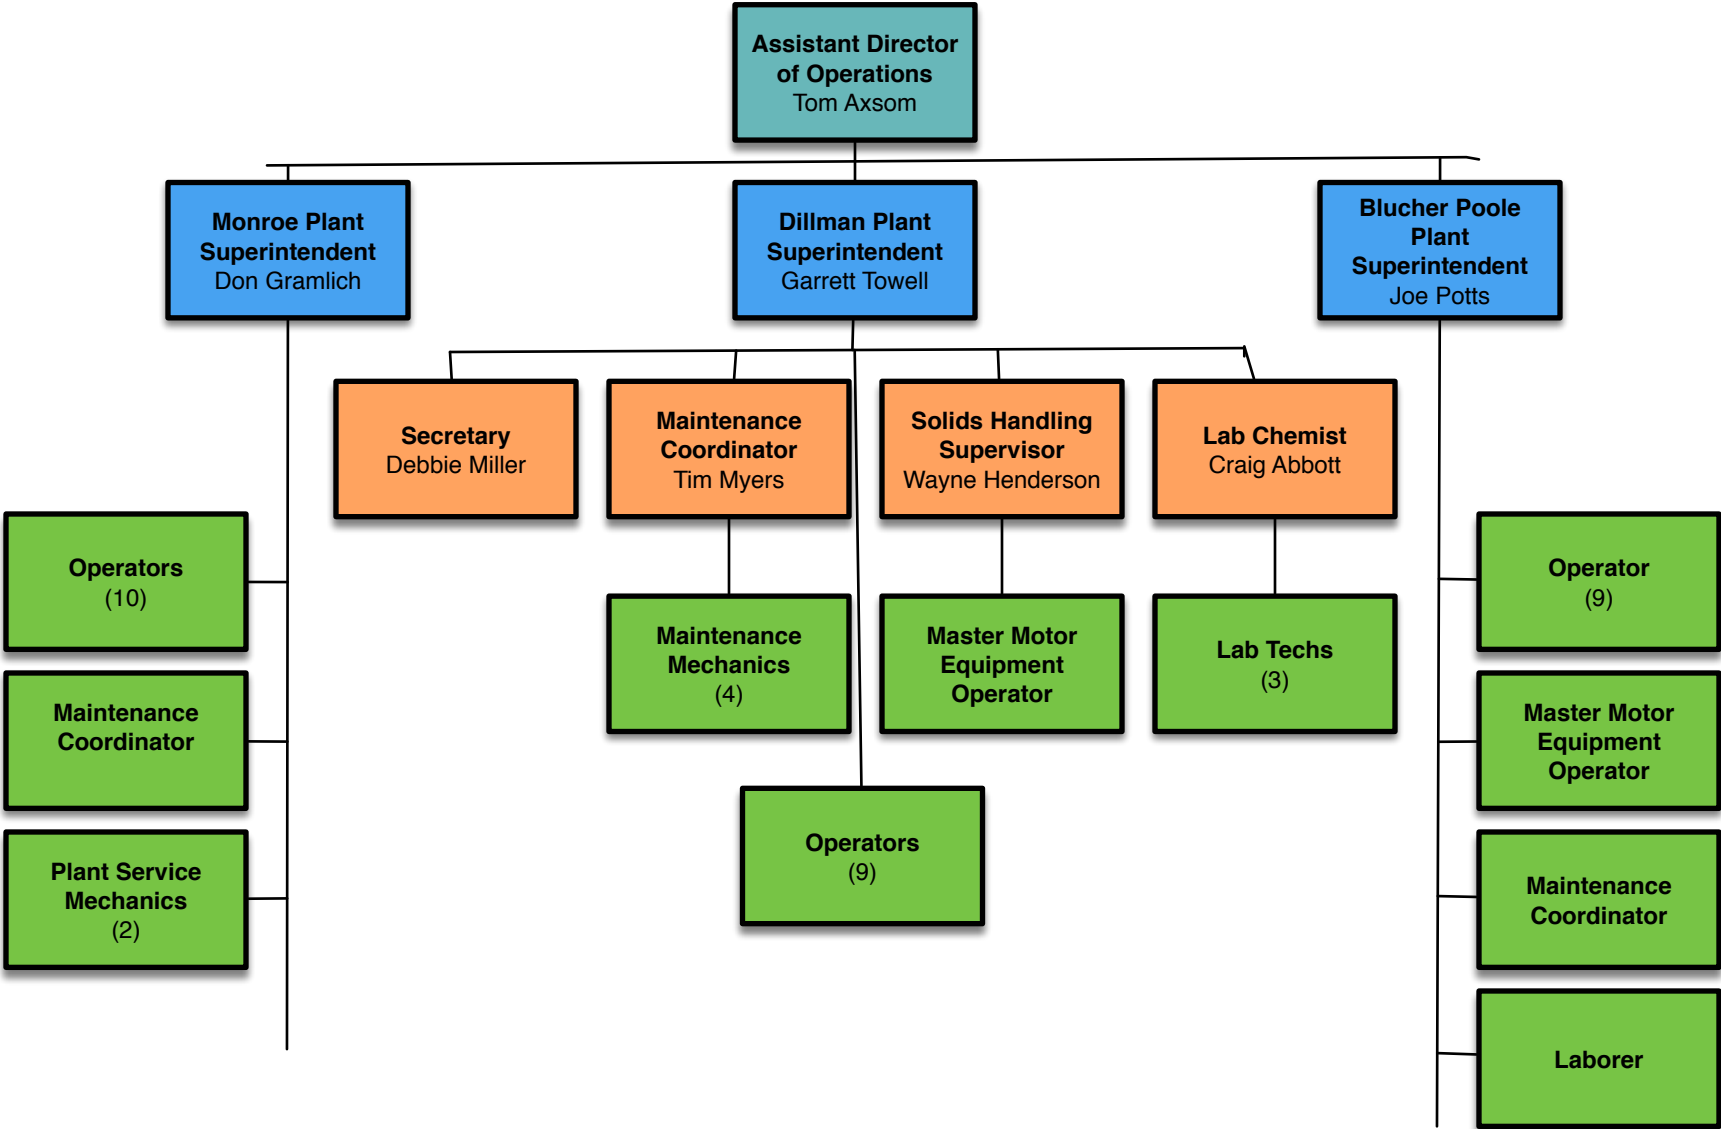 Assistant Director
of Operations
Tom Axsom
Monroe Plant
Superintendent
Don Gramlich
Dillman Plant
Superintendent
Garrett Towell
Blucher Poole
Plant
Superintendent
Joe Potts
Secretary
Debbie Miller
Maintenance
Coordinator
Tim Myers
Solids Handling
Supervisor
Wayne Henderson
Lab Chemist
Craig Abbott
Operators
(10)
Maintenance
Coordinator
Plant Service
Mechanics
(2)
Maintenance
Mechanics
(4)
Master Motor
Equipment
Operator
Lab Techs
(3)
Operators
(9)
Operator
(9)
Master Motor
Equipment
Operator
Maintenance
Coordinator
Laborer